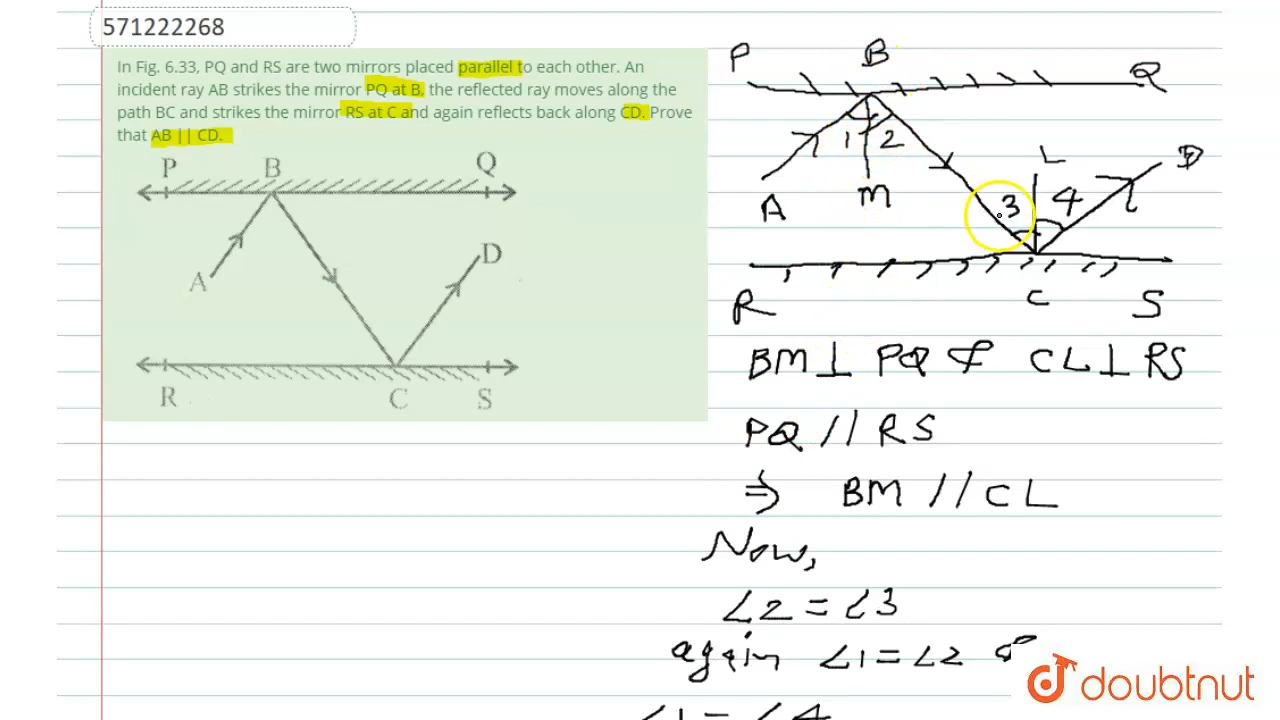 571222268
In Fig. 6.33, PQ and RS are two mirrors placed parallel to each other. An
incident ray AB strikes the mirror PQ at B, the reflected ray moves along the
path BC and strikes the mirror RS at C and again reflects back along CD. Prove
that AB || CD.
P B Q
A D
R C S
P B Q
1 2
A M
L D
3 4
R C S
BM ⊥ PQ & CL ⊥ RS
PQ // RS
⇒ BM // CL
Now,
∠2 = ∠3
again ∠1 = ∠2
∠1 = ∠4
doubtnut